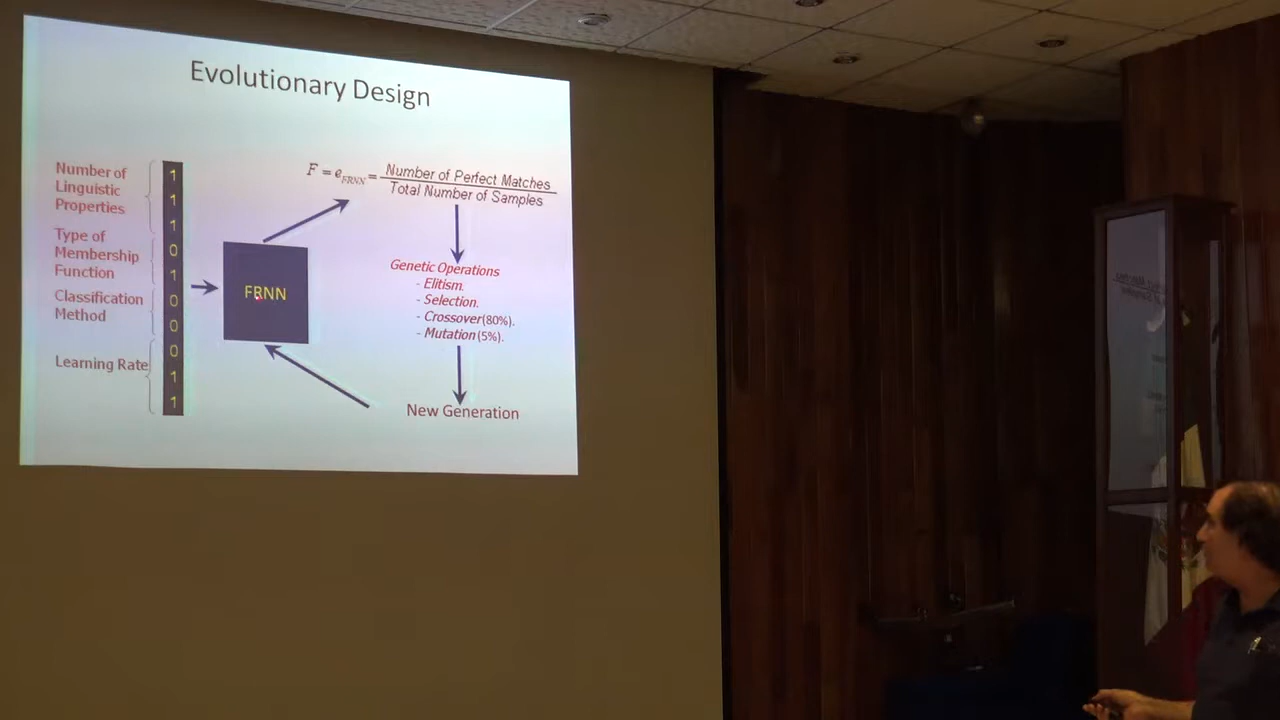 Evolutionary Design
Number of
Linguistic
Properties
Type of
Membership
Function
Classification
Method
Learning Rate
1
1
1
0
1
0
0
0
1
1
FRNN
F = e_FRNN = Number of Perfect Matches
Total Number of Samples
Genetic Operations
- Elitism.
- Selection.
- Crossover (80%).
- Mutation (5%).
New Generation